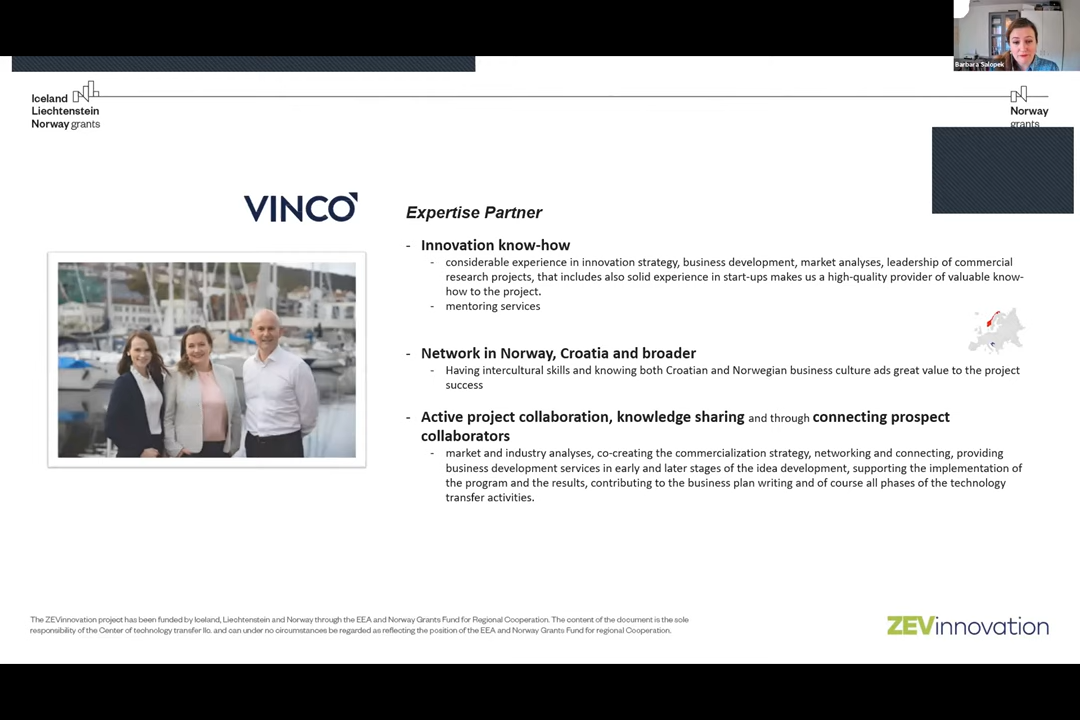 Barbara Salopek
Iceland
Liechtenstein
Norway grants
Norway
grants
VINCO
Expertise Partner
- Innovation know-how
- considerable experience in innovation strategy, business development, market analyses, leadership of commercial
research projects, that includes also solid experience in start-ups makes us a high-quality provider of valuable know-
how to the project.
- mentoring services
- Network in Norway, Croatia and broader
- Having intercultural skills and knowing both Croatian and Norwegian business culture ads great value to the project
success
- Active project collaboration, knowledge sharing and through connecting prospect
collaborators
- market and industry analyses, co-creating the commercialization strategy, networking and connecting, providing
business development services in early and later stages of the idea development, supporting the implementation of
the program and the results, contributing to the business plan writing and of course all phases of the technology
transfer activities.
The ZEVinnovation project has been funded by Iceland, Liechtenstein and Norway through the EEA and Norway Grants Fund for Regional Cooperation. The content of the document is the sole
responsibility of the Center of technology transfer llo. and can under no circumstances be regarded as reflecting the position of the EEA and Norway Grants Fund for regional Cooperation.
ZEVinnovation